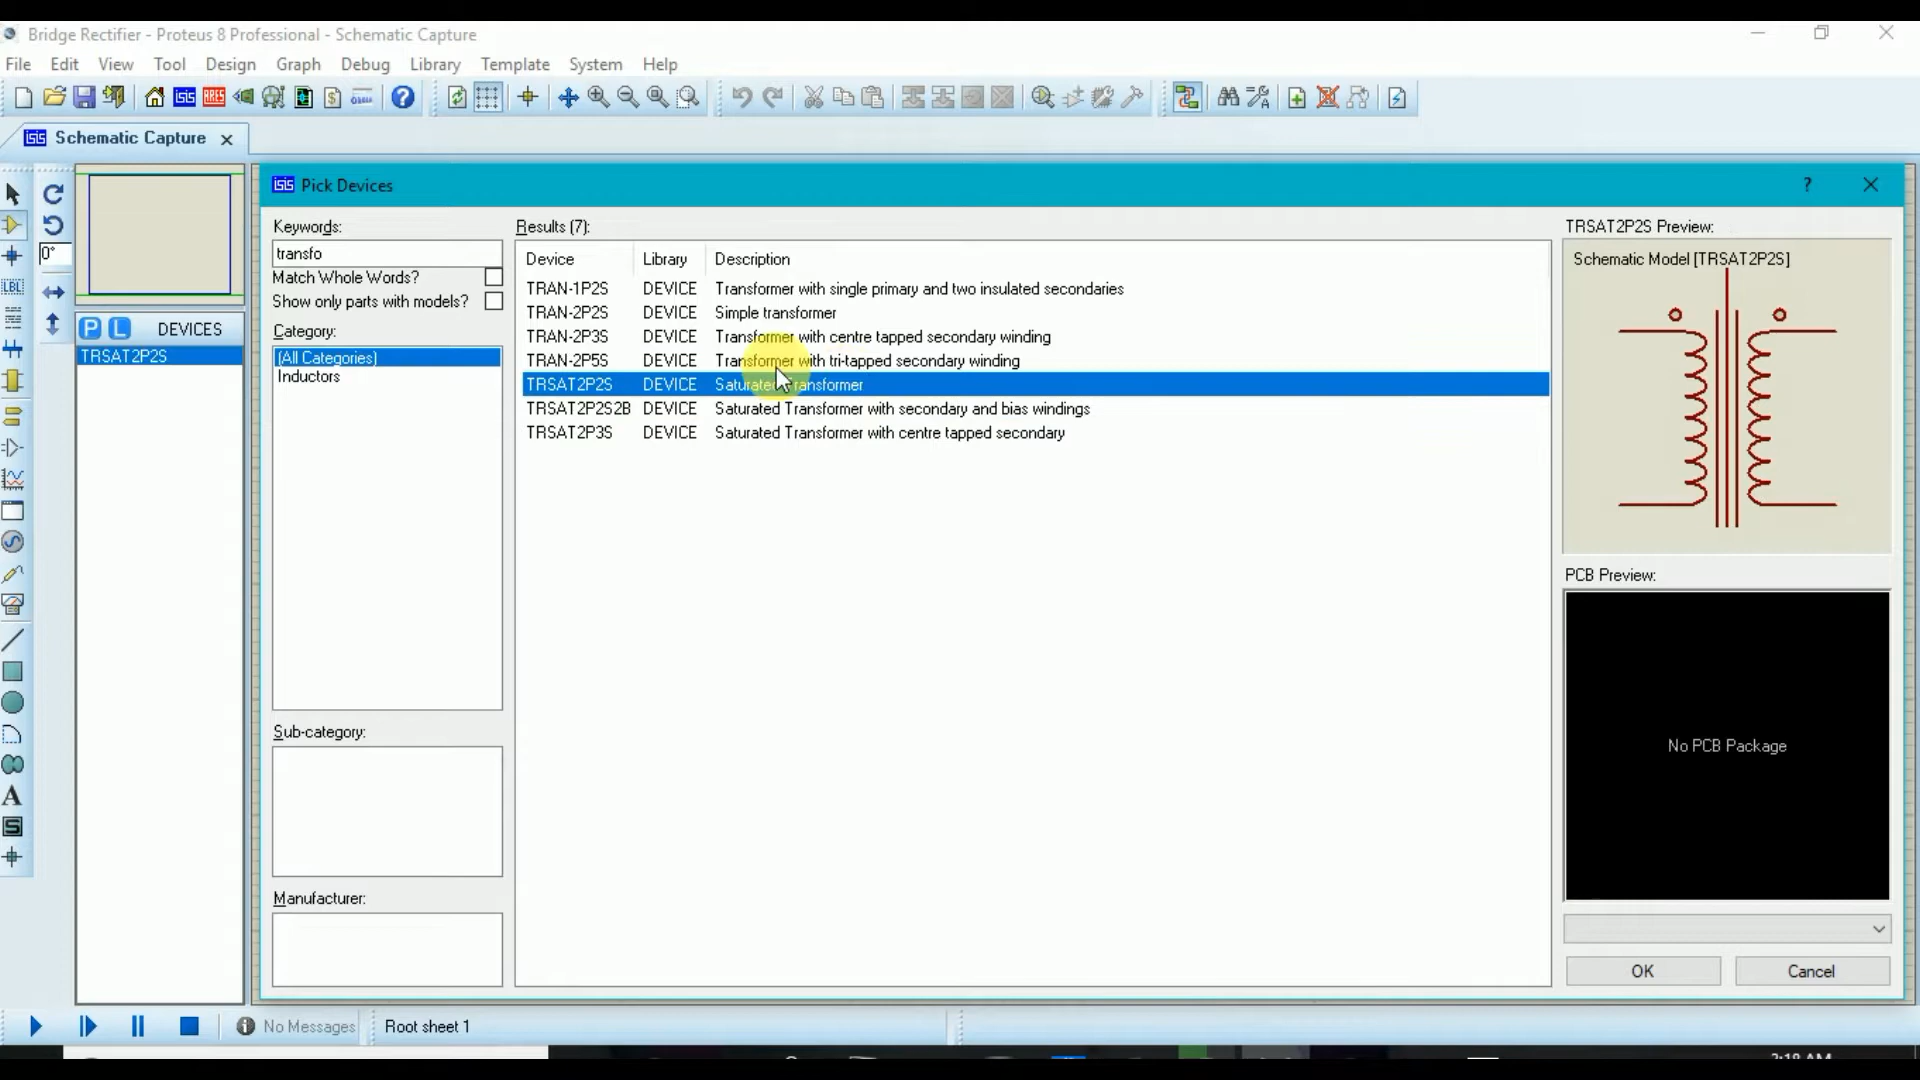 Bridge Rectifier - Proteus 8 Professional - Schematic Capture
File Edit View Tool Design Graph Debug Library Template System Help
Schematic Capture
Pick Devices
Keywords:
transfo
Match Whole Words?
Show only parts with models?
Category:
(All Categories)
Inductors
Sub-category:
Manufacturer:
Results (7):
Device Library Description
TRAN-1P2S DEVICE Transformer with single primary and two insulated secondaries
TRAN-2P2S DEVICE Simple transformer
TRAN-2P3S DEVICE Transformer with centre tapped secondary winding
TRAN-2P5S DEVICE Transformer with tri-tapped secondary winding
TRSAT2P2S DEVICE Saturated Transformer
TRSAT2P2S2B DEVICE Saturated Transformer with secondary and bias windings
TRSAT2P3S DEVICE Saturated Transformer with centre tapped secondary
TRSAT2P2S Preview:
Schematic Model [TRSAT2P2S]
PCB Preview:
No PCB Package
OK Cancel
0°
LBL
P L DEVICES
TRSAT2P2S
A
S
No Messages Root sheet 1